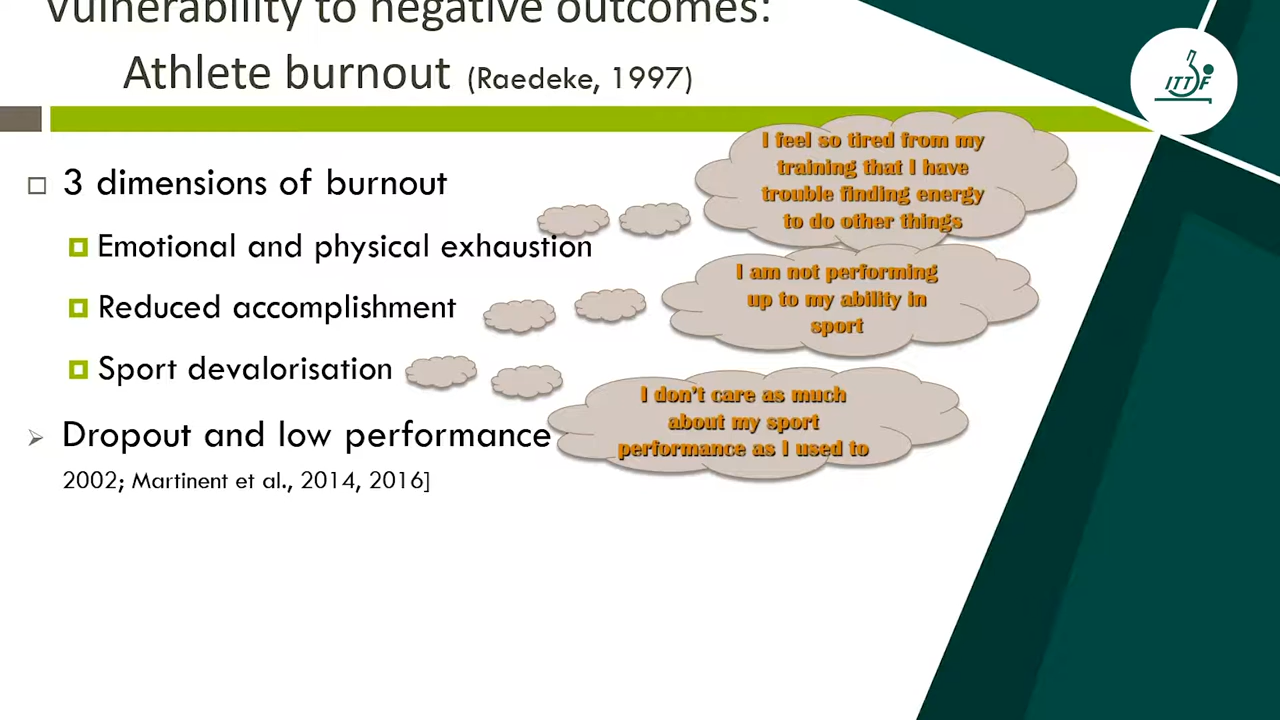 Vulnerability to negative outcomes:
Athlete burnout (Raedeke, 1997)
ITTF
3 dimensions of burnout
Emotional and physical exhaustion
Reduced accomplishment
Sport devalorisation
Dropout and low performance
2002; Martinent et al., 2014, 2016]
I feel so tired from my
training that I have
trouble finding energy
to do other things
I am not performing
up to my ability in
sport
I don't care as much
about my sport
performance as I used to